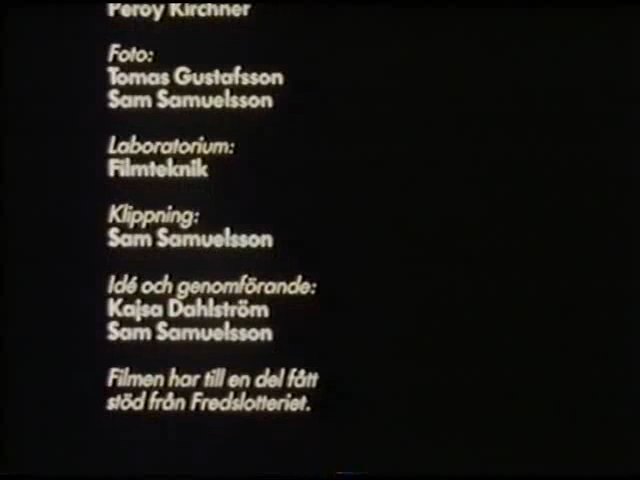 Percy Kirchner
Foto:
Tomas Gustafsson
Sam Samuelsson
Laboratorium:
Filmteknik
Klippning:
Sam Samuelsson
Idé och genomförande:
Kajsa Dahlström
Sam Samuelsson
Filmen har till en del fått
stöd från Fredslotteriet.